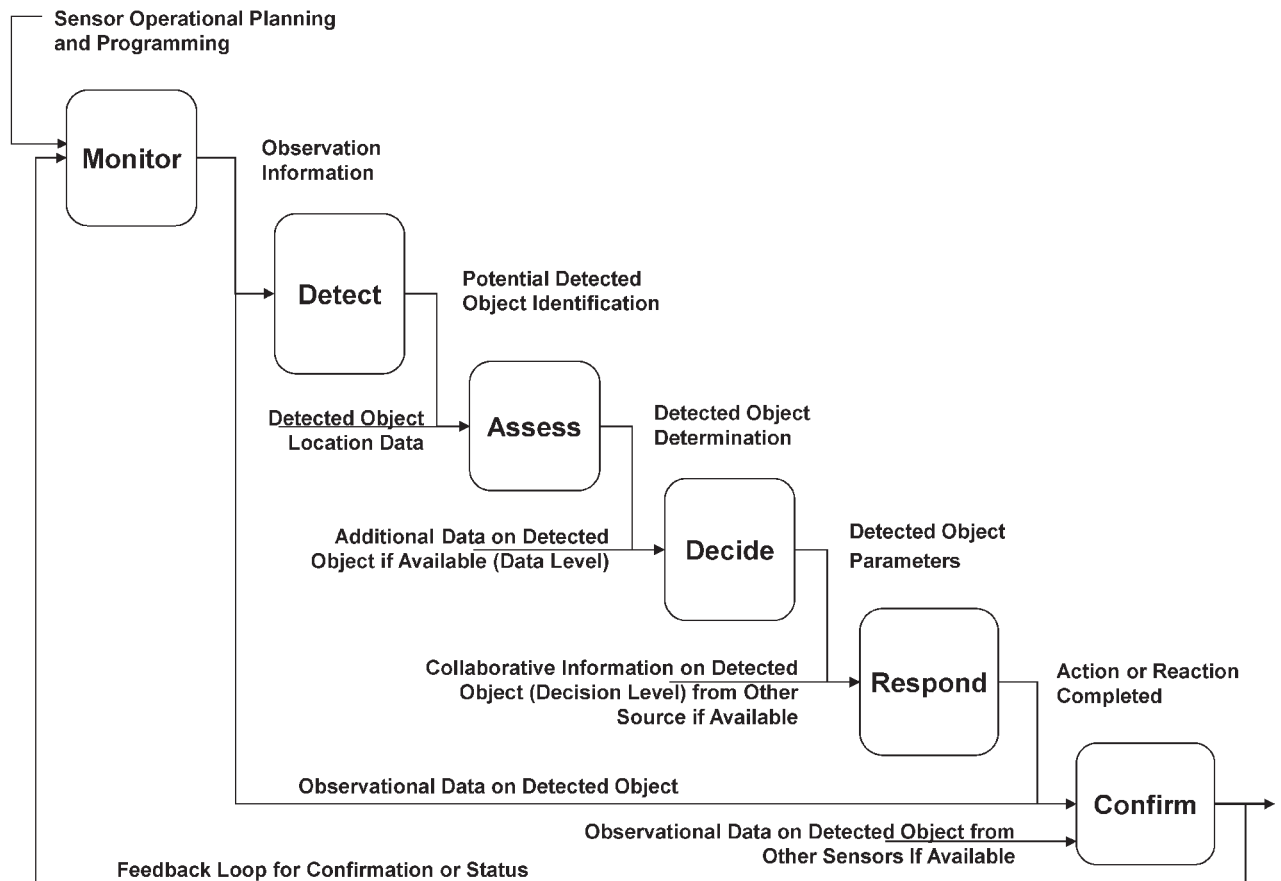 Sensor Operational Planning
and Programming
Monitor
Observation
Information
Detect
Potential Detected
Object Identification
Detected Object
Location Data
Assess
Detected Object
Determination
Additional Data on Detected
Object if Available (Data Level)
Decide
Detected Object
Parameters
Collaborative Information on Detected
Object (Decision Level) from Other
Source if Available
Respond
Action or Reaction
Completed
Observational Data on Detected Object
Confirm
Observational Data on Detected Object from
Other Sensors If Available
Feedback Loop for Confirmation or Status